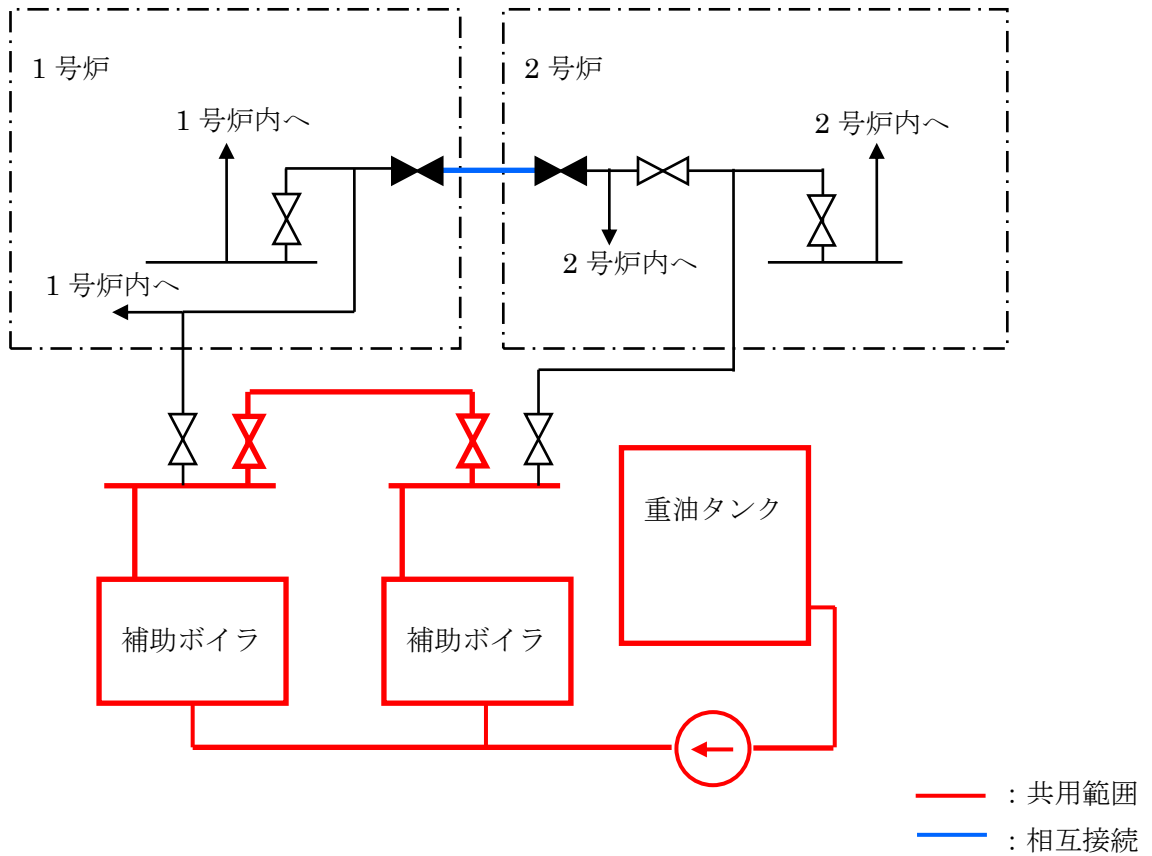 1 号炉
2 号炉
1 号炉内へ
2 号炉内へ
2 号炉内へ
1 号炉内へ
重油タンク
補助ボイラ
補助ボイラ
：共用範囲
：相互接続